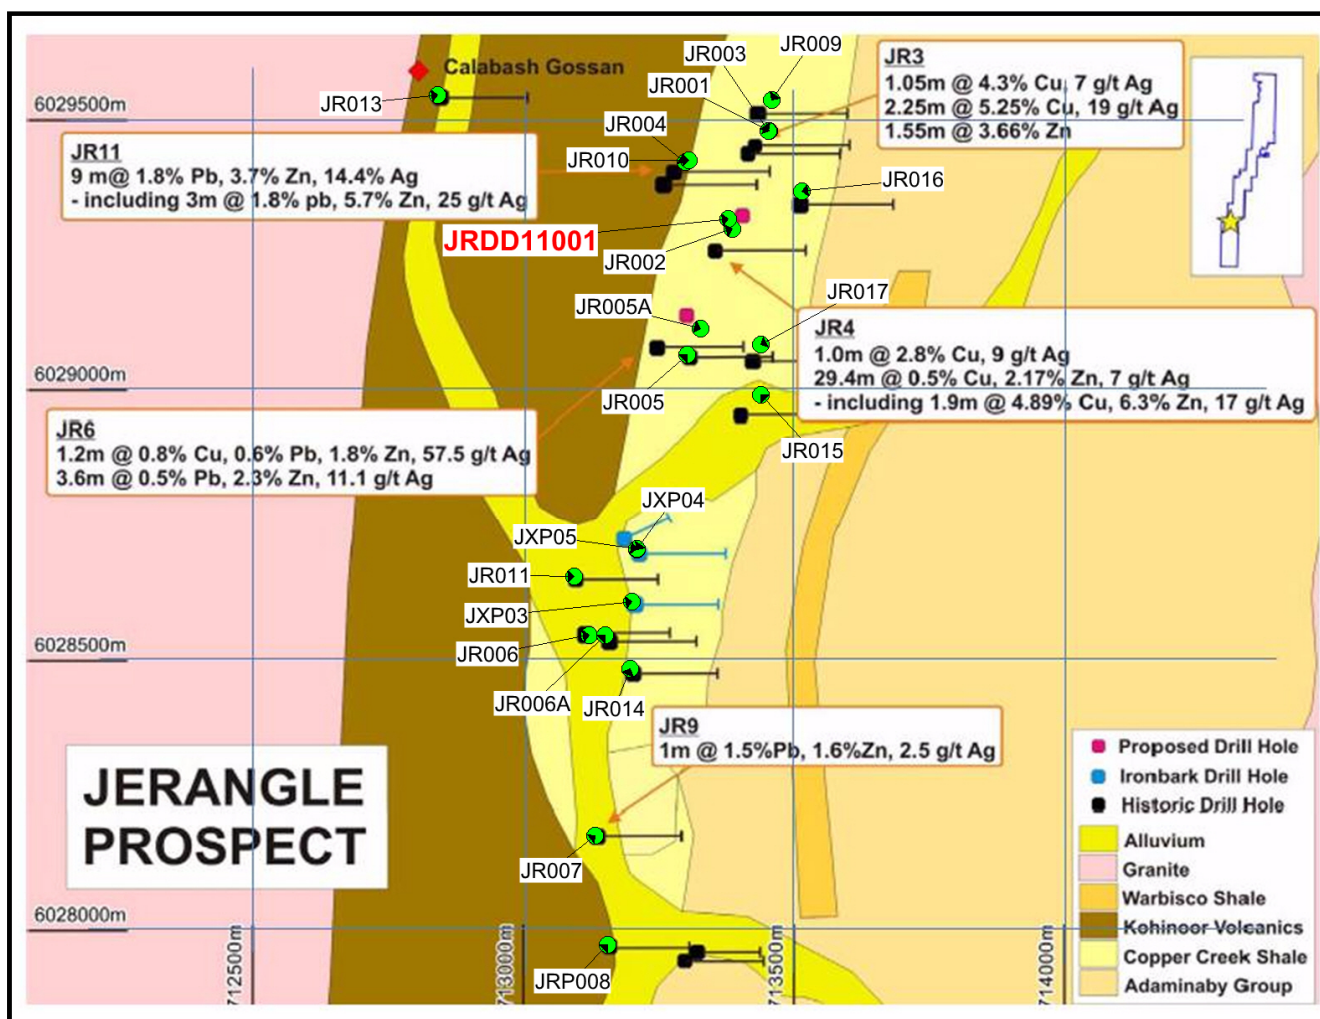 JR009
JR003
JR3
1.05m @ 4.3% Cu, 7 g/t Ag
2.25m @ 5.25% Cu, 19 g/t Ag
1.55m @ 3.66% Zn
Calabash Gossan
JR001
JR013
6029500m
JR004
JR010
JR11
9 m@ 1.8% Pb, 3.7% Zn, 14.4% Ag
- including 3m @ 1.8% pb, 5.7% Zn, 25 g/t Ag
JR016
JRDD11001
JR002
JR017
JR005A
JR4
1.0m @ 2.8% Cu, 9 g/t Ag
29.4m @ 0.5% Cu, 2.17% Zn, 7 g/t Ag
- including 1.9m @ 4.89% Cu, 6.3% Zn, 17 g/t Ag
6029000m
JR005
JR6
1.2m @ 0.8% Cu, 0.6% Pb, 1.8% Zn, 57.5 g/t Ag
3.6m @ 0.5% Pb, 2.3% Zn, 11.1 g/t Ag
JR015
JXP04
JXP05
JR011
JXP03
6028500m
JR006
JR006A
JR014
JR9
1m @ 1.5%Pb, 1.6%Zn, 2.5 g/t Ag
JERANGLE
PROSPECT
JR007
6028000m
JRP008
712500m
713000m
713500m
714000m
Proposed Drill Hole
Ironbark Drill Hole
Historic Drill Hole
Alluvium
Granite
Warbisco Shale
Kohinoor Volcanics
Copper Creek Shale
Adaminaby Group